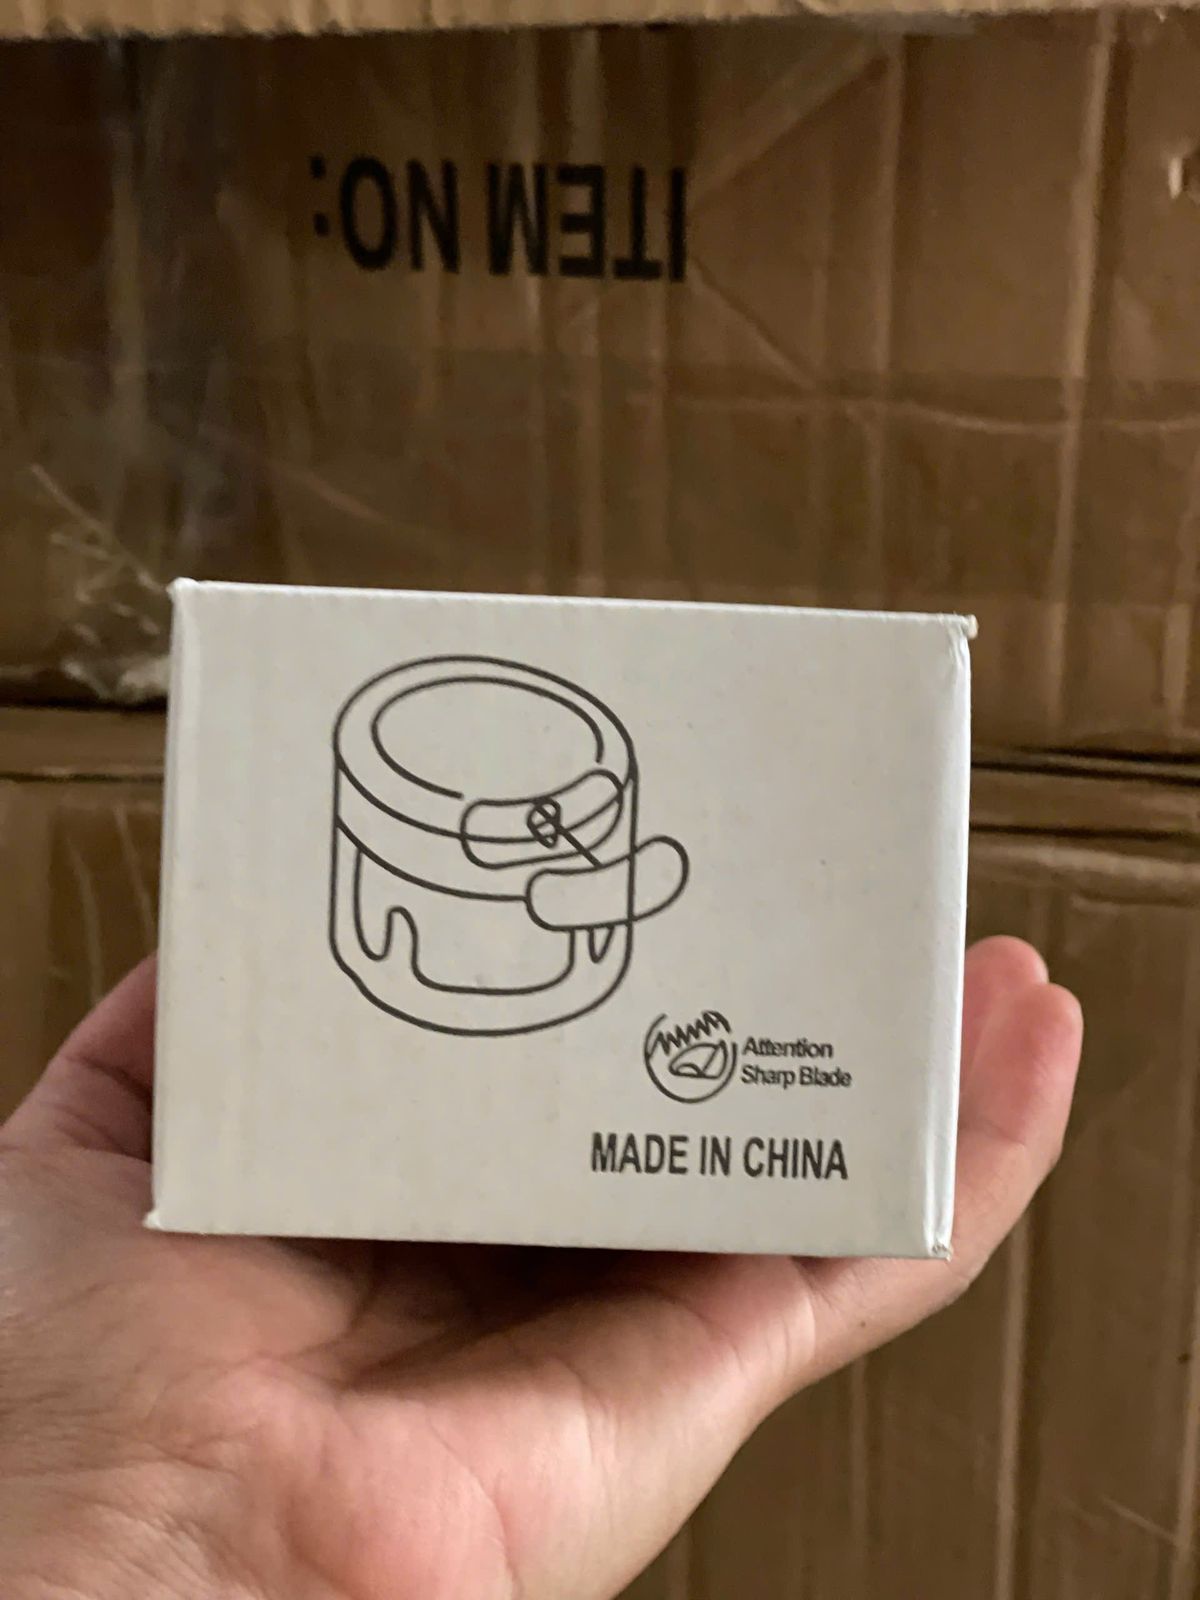 ITEM NO:
Attention
Sharp Blade
MADE IN CHINA